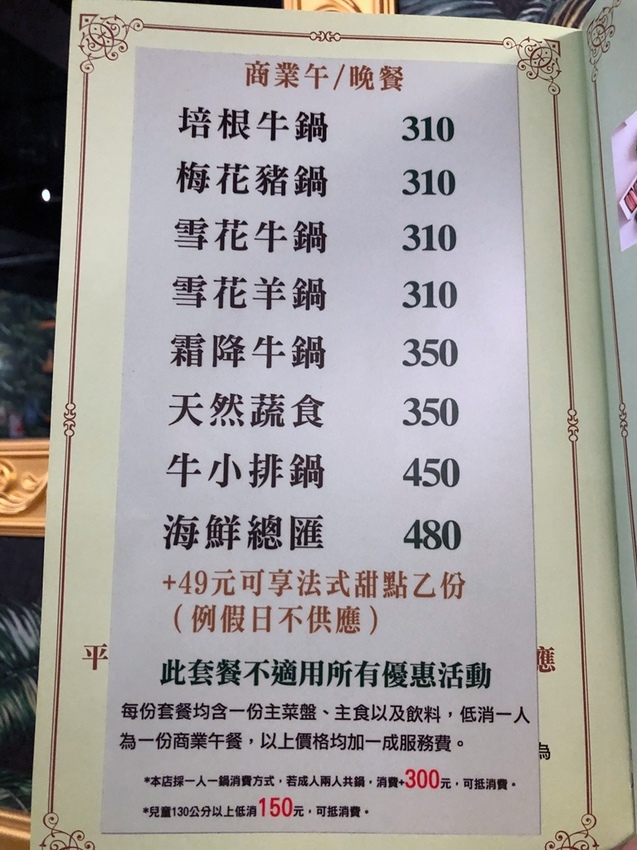 商業午/晚餐
培根牛鍋 310
梅花豬鍋 310
雪花牛鍋 310
雪花羊鍋 310
霜降牛鍋 350
天然蔬食 350
牛小排鍋 450
海鮮總匯 480
+49元可享法式甜點乙份
(例假日不供應)
平
應
此套餐不適用所有優惠活動
每份套餐均含一份主菜盤、主食以及飲料，低消一人
為一份商業午餐，以上價格均加一成服務費。
為
*本店採一人一鍋消費方式，若成人兩人共鍋，消費+300元，可抵消費。
*兒童130公分以上低消150元，可抵消費。